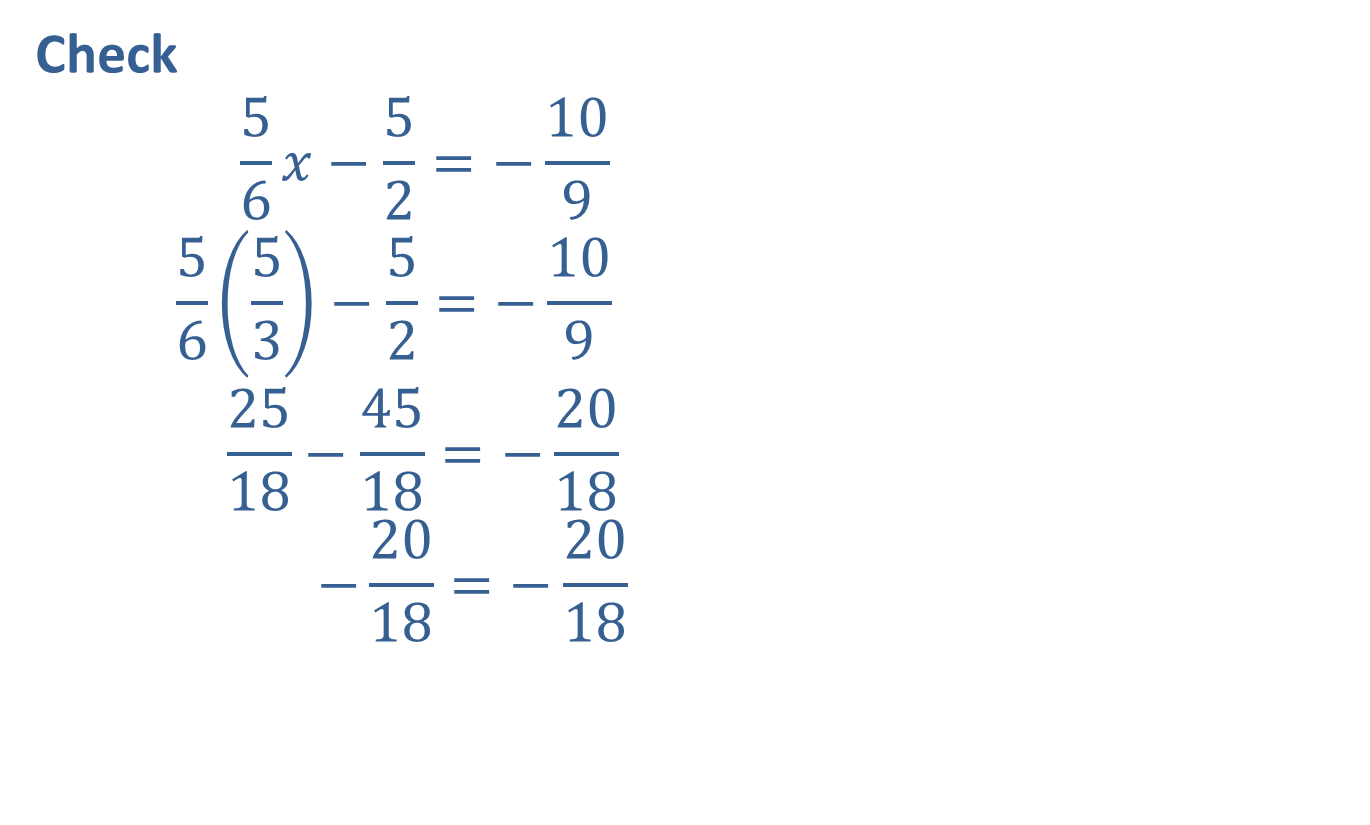 Check
5/6 x − 5/2 = − 10/9
5/6 (5/3) − 5/2 = − 10/9
25/18 − 45/18 = − 20/18
− 20/18 = − 20/18